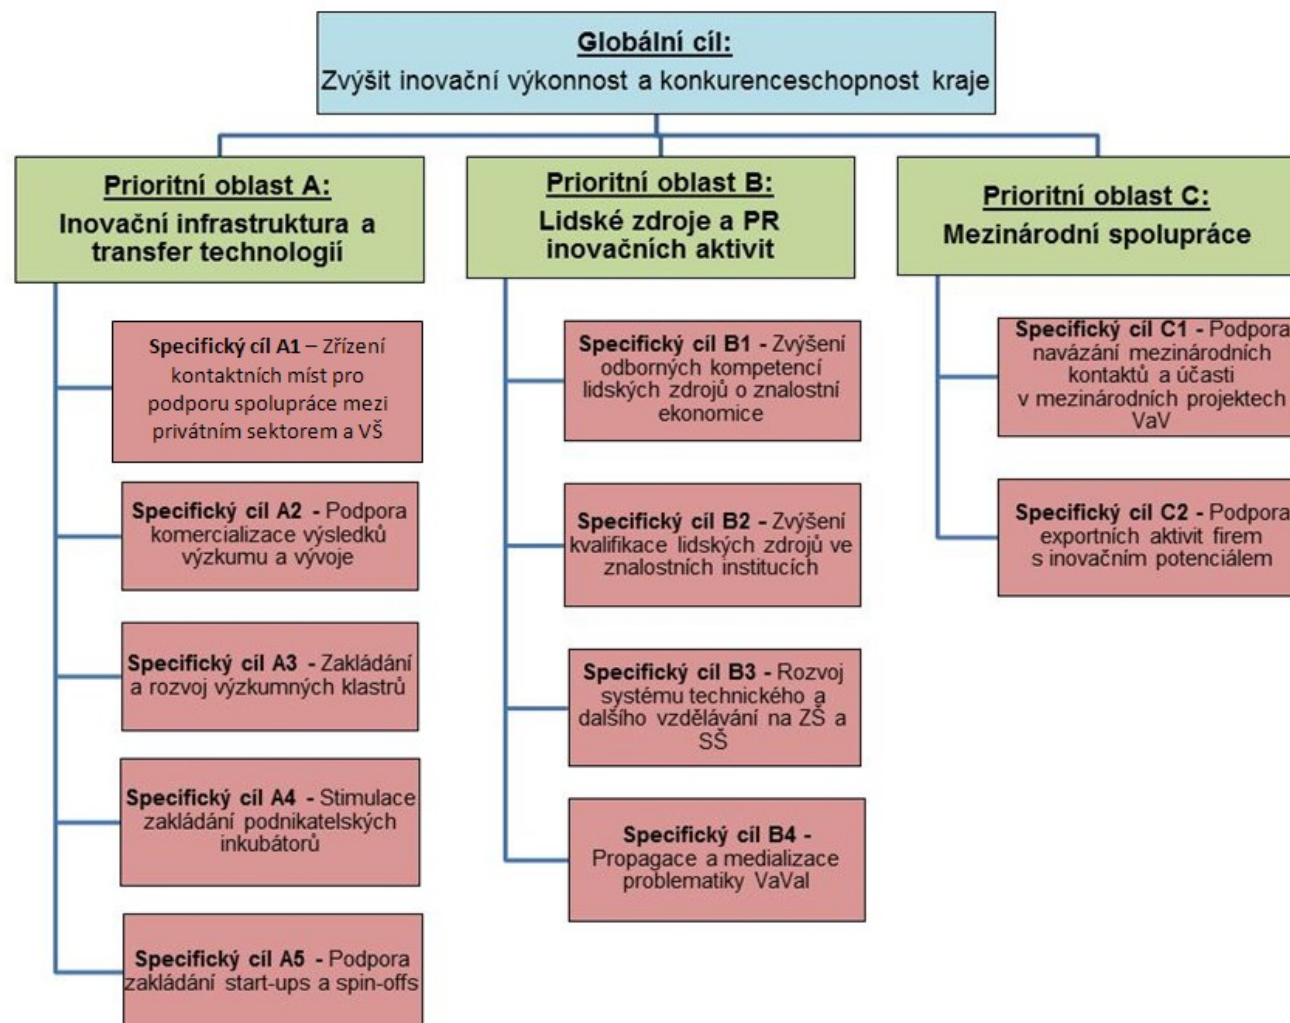 Globální cíl:
Zvýšit inovační výkonnost a konkurenceschopnost kraje
Prioritní oblast A:
Inovační infrastruktura a
transfer technologií
Prioritní oblast B:
Lidské zdroje a PR
inovačních aktivit
Prioritní oblast C:
Mezinárodní spolupráce
Specifický cíl A1 – Zřízení
kontaktních míst pro
podporu spolupráce mezi
privátním sektorem a VŠ
Specifický cíl A2 - Podpora
komercializace výsledků
výzkumu a vývoje
Specifický cíl A3 - Zakládání
a rozvoj výzkumných klastrů
Specifický cíl A4 - Stimulace
zakládání podnikatelských
inkubátorů
Specifický cíl A5 - Podpora
zakládání start-ups a spin-offs
Specifický cíl B1 - Zvýšení
odborných kompetencí
lidských zdrojů o znalostní
ekonomice
Specifický cíl B2 - Zvýšení
kvalifikace lidských zdrojů ve
znalostních institucích
Specifický cíl B3 - Rozvoj
systému technického a
dalšího vzdělávání na ZŠ a
SŠ
Specifický cíl B4 -
Propagace a medializace
problematiky VaVaI
Specifický cíl C1 - Podpora
navázání mezinárodních
kontaktů a účasti
v mezinárodních projektech
VaV
Specifický cíl C2 - Podpora
exportních aktivit firem
s inovačním potenciálem